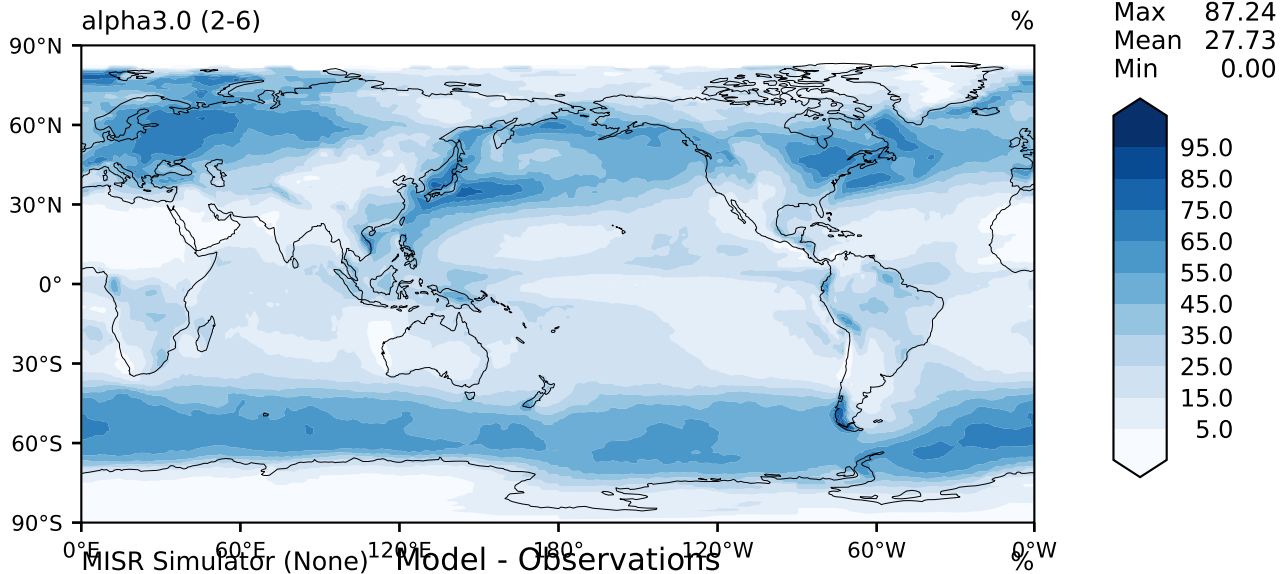 alpha3.0 (2-6) %
Max 87.24
Mean 27.73
Min 0.00
90°N
60°N
30°N
0°
30°S
60°S
90°S
95.0
85.0
75.0
65.0
55.0
45.0
35.0
25.0
15.0
5.0
0°E 60°E 120°E 180° 120°W 60°W 0°W
MISR Simulator (None) Model - Observations %